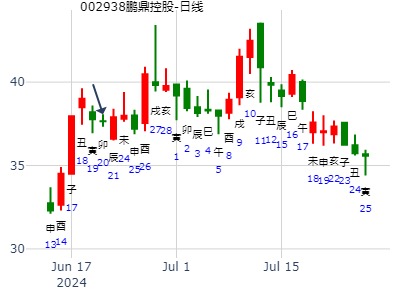 002938鹏鼎控股-日线
40
35
30
申 酉 子 丑 寅 卯 辰 午 申 酉 戌 亥 寅 卯 辰 巳 午 酉 戌 亥 子 丑 辰 巳 午 未 申 亥 子 丑 寅
13 14 17 18 19 20 21 24 25 26 27 28 1 2 3 4 5 8 9 10 11 12 15 16 17 18 19 22 23 24 25
Jun 17 Jul 1 Jul 15
2024